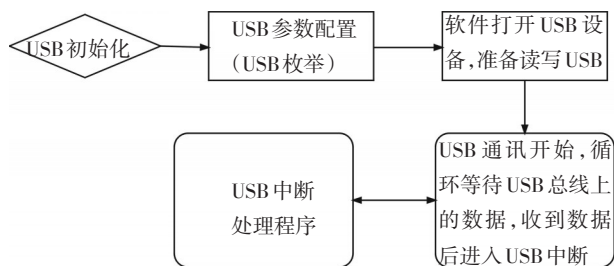 USB初始化
USB参数配置
（USB枚举）
软件打开USB设
备,准备读写USB
USB通讯开始,循
环等待USB总线上
的数据,收到数据
后进入USB中断
USB中断
处理程序